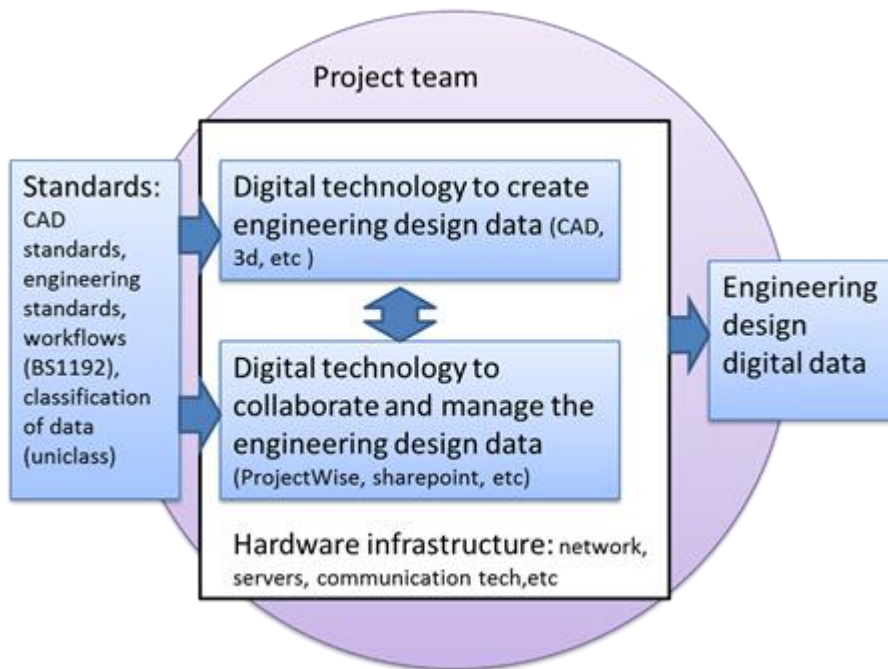 Project team
Standards:
CAD
standards,
engineering
standards,
workflows
(BS1192),
classification
of data
(uniclass)
Digital technology to create
engineering design data (CAD,
3d, etc )
Digital technology to
collaborate and manage the
engineering design data
(ProjectWise, sharepoint, etc)
Hardware infrastructure: network,
servers, communication tech,etc
Engineering
design
digital data